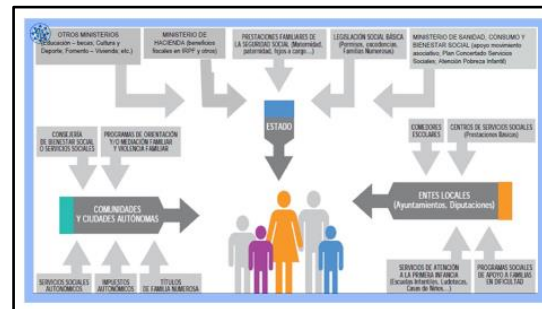 OTROS MINISTERIOS
(Educación – becas; Cultura y
Deporte, Fomento – Vivienda, etc.)
MINISTERIO DE
HACIENDA (beneficios
fiscales en IRPF y otros)
PRESTACIONES FAMILIARES DE
LA SEGURIDAD SOCIAL (Maternidad,
paternidad, hijos a cargo...)
LEGISLACIÓN SOCIAL BÁSICA
(Permisos, excedencias,
Familias Numerosas)
MINISTERIO DE SANIDAD, CONSUMO Y
BIENESTAR SOCIAL (apoyo movimiento
asociativo, Plan Concertado Servicios
Sociales, Atención Pobreza Infantil)
ESTADO
CONSEJERÍA
DE BIENESTAR SOCIAL
O SERVICIOS SOCIALES
PROGRAMAS DE ORIENTACIÓN
Y/O MEDIACIÓN FAMILIAR
Y VIOLENCIA FAMILIAR
COMEDORES
ESCOLARES
CENTROS DE SERVICIOS SOCIALES
(Prestaciones Básicas)
COMUNIDADES
Y CIUDADES AUTÓNOMAS
ENTES LOCALES
(Ayuntamientos, Diputaciones)
SERVICIOS SOCIALES
AUTONÓMICOS
IMPUESTOS
AUTONÓMICOS
TÍTULOS
DE FAMILIA NUMEROSA
SERVICIOS DE ATENCIÓN
A LA PRIMERA INFANCIA
(Escuelas Infantiles, Ludotecas,
Casas de Niños...)
PROGRAMAS SOCIALES
DE APOYO A FAMILIAS
EN DIFICULTAD